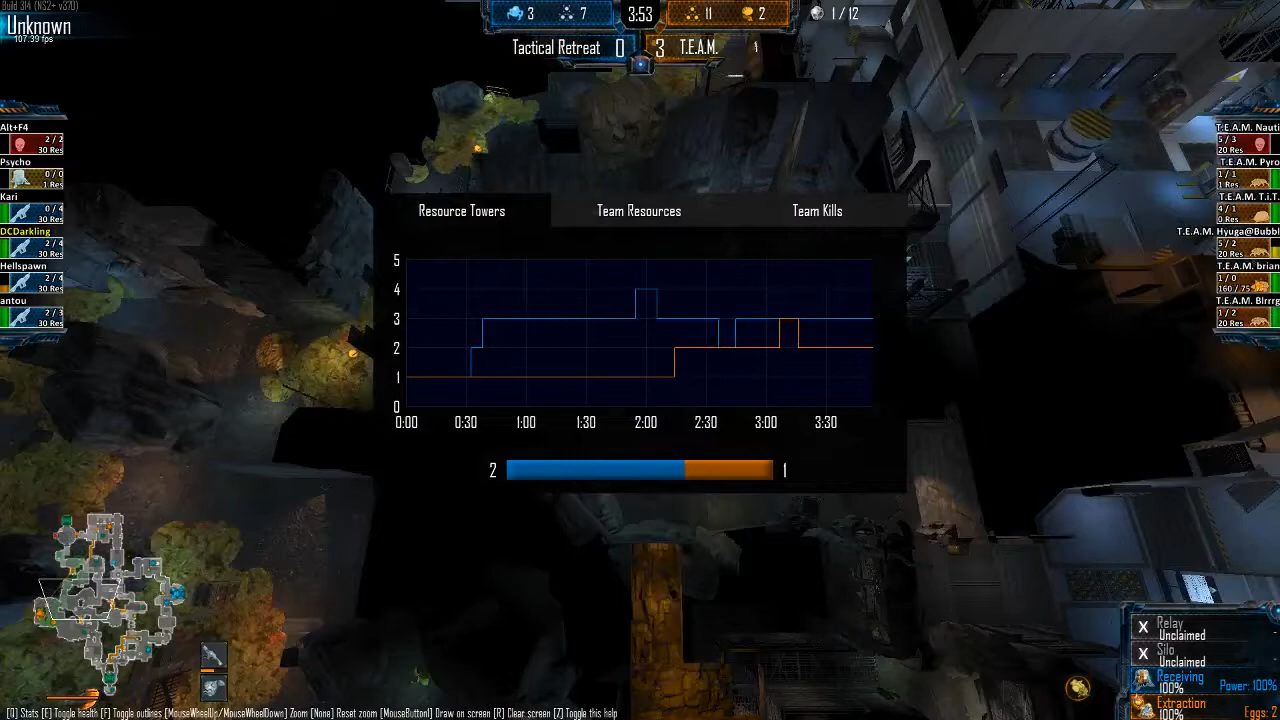 Build 314 (NS2+ v370)
Unknown
107.39 fps
3 7 3:53 11 2 1 / 12
Tactical Retreat 0 3 T.E.A.M.
Alt+F4
2 / 2
30 Res
Psycho
0 / 0
1 Res
Kari
0 / 4
30 Res
DCDarkling
2 / 4
30 Res
Hellspawn
2 / 4
30 Res
antou
2 / 3
30 Res
Resource Towers Team Resources Team Kills
5
4
3
2
1
0
0:00 0:30 1:00 1:30 2:00 2:30 3:00 3:30
2 1
T.E.A.M. Nauti
5 / 3
20 Res
T.E.A.M. Pyro
1 / 1
1 Res
T.E.A.M. T.i.T
4 / 1
0 Res
T.E.A.M. Hyuga@Bubbl
5 / 2
20 Res
T.E.A.M. brian
1 / 0
160 / 75
T.E.A.M. Blrrrg
1 / 2
20 Res
X Relay
Unclaimed
X Silo
Unclaimed
Receiving
100% Power: 100%
Extraction
100% Eggs: 2
[O] Stats [E] Toggle health [F] Toggle outlines [MouseWheelUp/MouseWheelDown] Zoom [None] Reset zoom [MouseButton1] Draw on screen [R] Clear screen [Z] Toggle this help